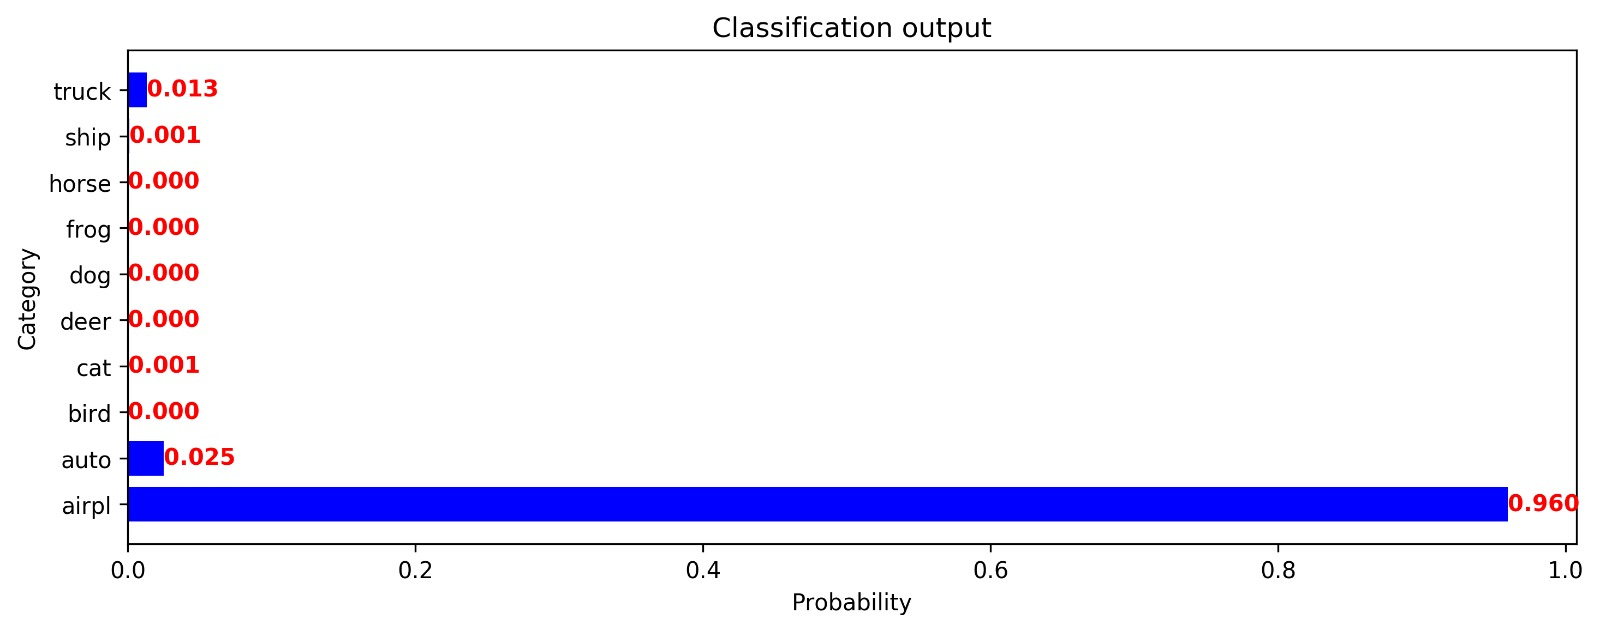 Classification output
Category
truck 0.013
ship 0.001
horse 0.000
frog 0.000
dog 0.000
deer 0.000
cat 0.001
bird 0.000
auto 0.025
airpl 0.960
0.0 0.2 0.4 0.6 0.8 1.0
Probability